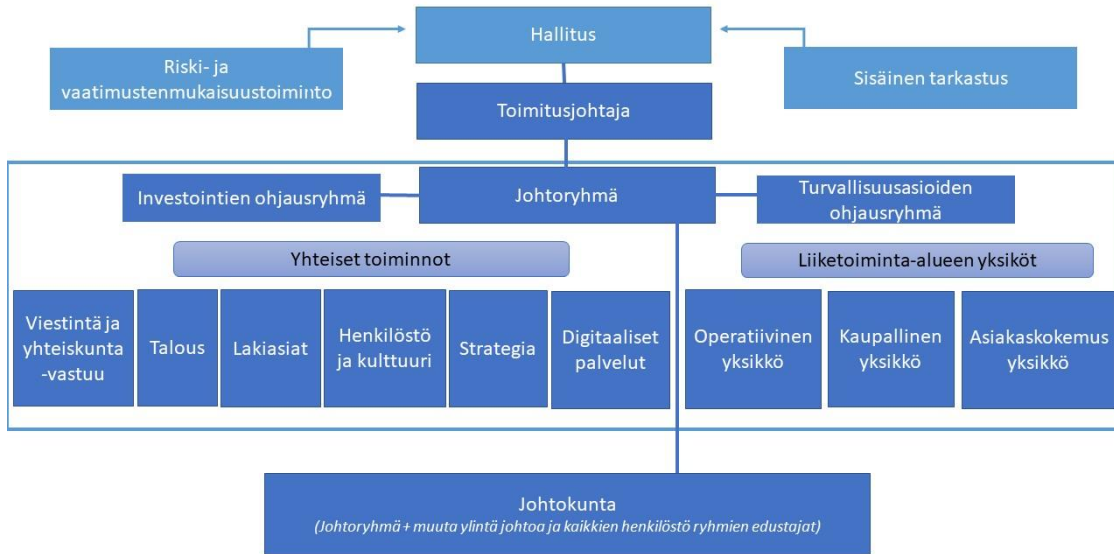 Hallitus
Riski- ja
vaatimustenmukaisuustoiminto
Sisäinen tarkastus
Toimitusjohtaja
Investointien ohjausryhmä
Johtoryhmä
Turvallisuusasioiden
ohjausryhmä
Yhteiset toiminnot
Liiketoiminta-alueen yksiköt
Viestintä ja
yhteiskunta
-vastuu
Talous
Lakiasiat
Henkilöstö
ja kulttuuri
Strategia
Digitaaliset
palvelut
Operatiivinen
yksikkö
Kaupallinen
yksikkö
Asiakaskokemus
yksikkö
Johtokunta
(Johtoryhmä + muuta ylintä johtoa ja kaikkien henkilöstö ryhmien edustajat)